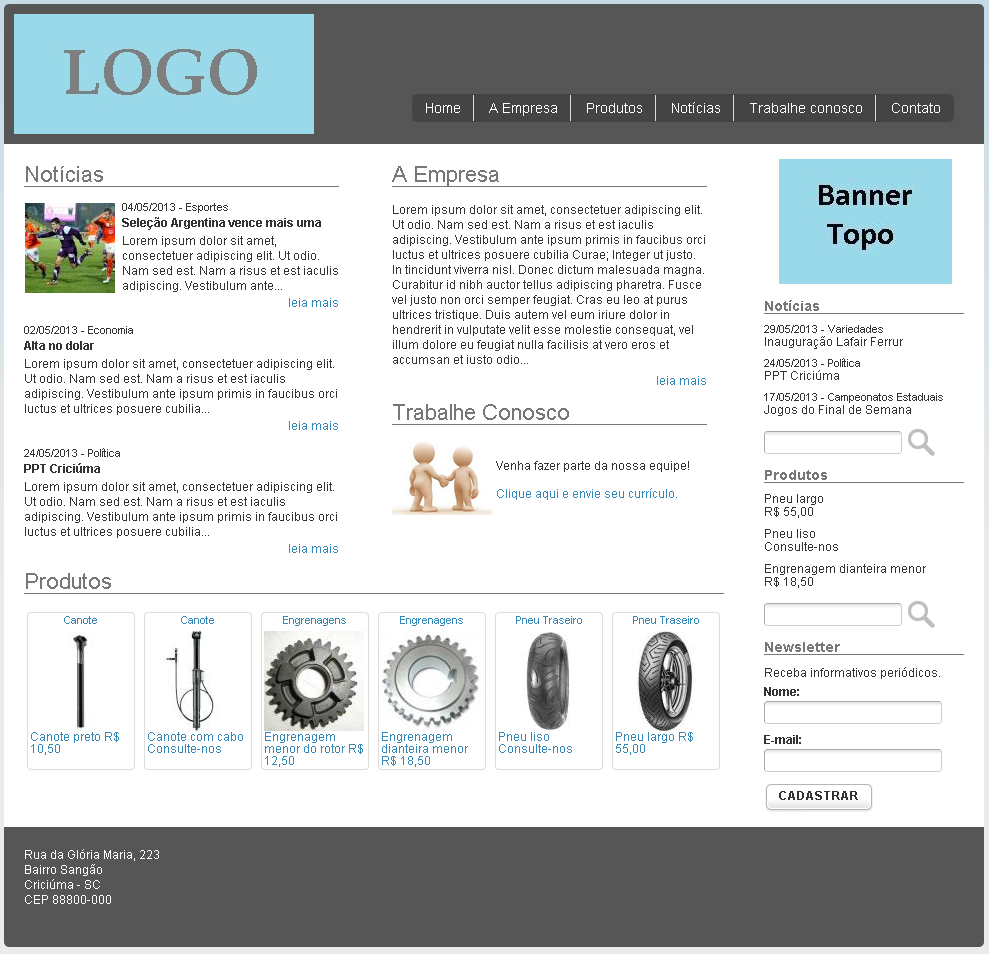 LOGO
Home
A Empresa
Produtos
Notícias
Trabalhe conosco
Contato
Notícias
04/05/2013 - Esportes
Seleção Argentina vence mais uma
Lorem ipsum dolor sit amet,
consectetuer adipiscing elit. Ut odio.
Nam sed est. Nam a risus et est iaculis
adipiscing. Vestibulum ante...
leia mais
02/05/2013 - Economia
Alta no dolar
Lorem ipsum dolor sit amet, consectetuer adipiscing elit.
Ut odio. Nam sed est. Nam a risus et est iaculis
adipiscing. Vestibulum ante ipsum primis in faucibus orci
luctus et ultrices posuere cubilia...
leia mais
24/05/2013 - Política
PPT Criciúma
Lorem ipsum dolor sit amet, consectetuer adipiscing elit.
Ut odio. Nam sed est. Nam a risus et est iaculis
adipiscing. Vestibulum ante ipsum primis in faucibus orci
luctus et ultrices posuere cubilia...
leia mais
A Empresa
Lorem ipsum dolor sit amet, consectetuer adipiscing elit.
Ut odio. Nam sed est. Nam a risus et est iaculis
adipiscing. Vestibulum ante ipsum primis in faucibus orci
luctus et ultrices posuere cubilia Curae; Integer ut justo.
In tincidunt viverra nisl. Donec dictum malesuada magna.
Curabitur id nibh auctor tellus adipiscing pharetra. Fusce
vel justo non orci semper feugiat. Cras eu leo at purus
ultrices tristique. Duis autem vel eum iriure dolor in
hendrerit in vulputate velit esse molestie consequat, vel
illum dolore eu feugiat nulla facilisis at vero eros et
accumsan et iusto odio...
leia mais
Trabalhe Conosco
Venha fazer parte da nossa equipe!
Clique aqui e envie seu currículo.
Produtos
Canote
Canote preto R$
10,50
Canote
Canote com cabo
Consulte-nos
Engrenagens
Engrenagem
menor do rotor R$
12,50
Engrenagens
Engrenagem
dianteira menor
R$ 18,50
Pneu Traseiro
Pneu liso
Consulte-nos
Pneu Traseiro
Pneu largo R$
55,00
Banner
Topo
Notícias
29/05/2013 - Variedades
Inauguração Lafair Ferrur
24/05/2013 - Política
PPT Criciúma
17/05/2013 - Campeonatos Estaduais
Jogos do Final de Semana
Produtos
Pneu largo
R$ 55,00
Pneu liso
Consulte-nos
Engrenagem dianteira menor
R$ 18,50
Newsletter
Receba informativos periódicos.
Nome:
E-mail:
CADASTRAR
Rua da Glória Maria, 223
Bairro Sangão
Criciúma - SC
CEP 88800-000